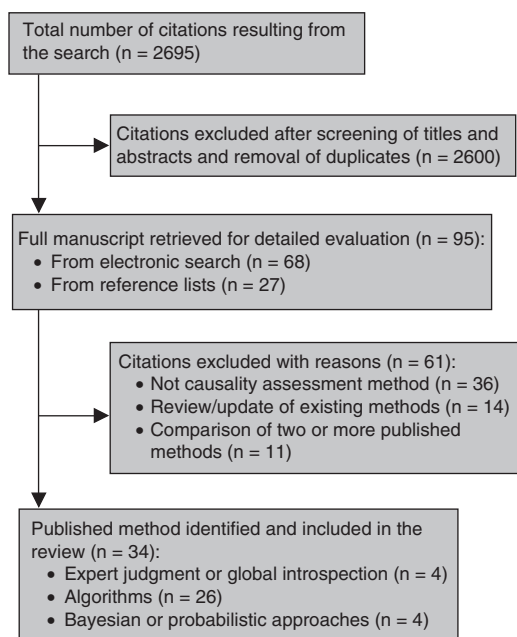 Total number of citations resulting from
the search (n = 2695)
Citations excluded after screening of titles and
abstracts and removal of duplicates (n = 2600)
Full manuscript retrieved for detailed evaluation (n = 95):
• From electronic search (n = 68)
• From reference lists (n = 27)
Citations excluded with reasons (n = 61):
• Not causality assessment method (n = 36)
• Review/update of existing methods (n = 14)
• Comparison of two or more published
methods (n = 11)
Published method identified and included in the
review (n = 34):
• Expert judgment or global introspection (n = 4)
• Algorithms (n = 26)
• Bayesian or probabilistic approaches (n = 4)